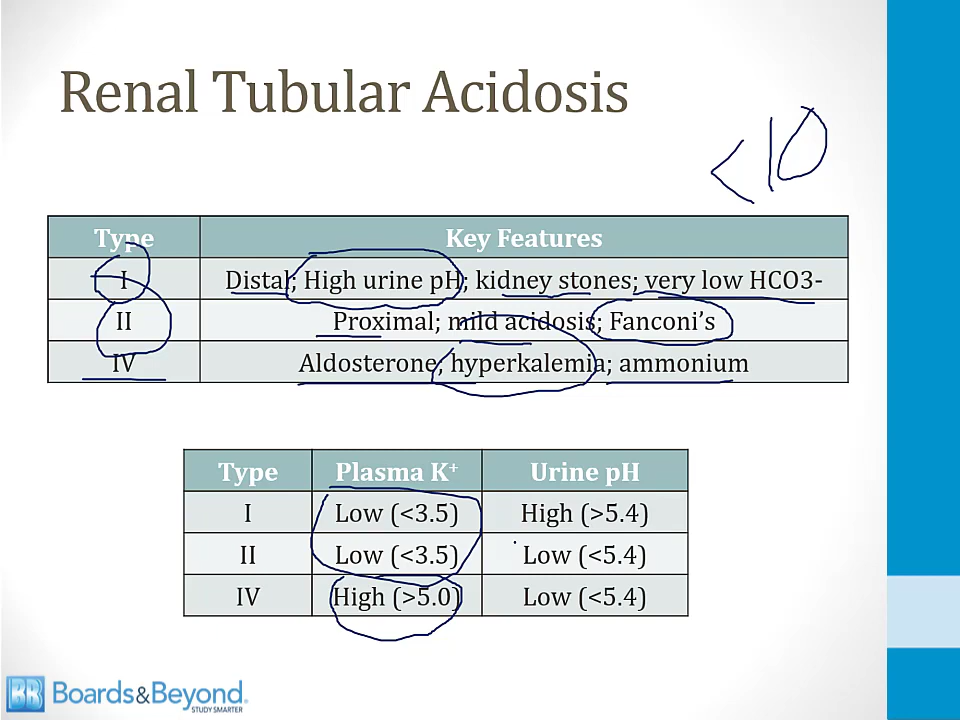 Renal Tubular Acidosis
<10
Type Key Features
I Distal; High urine pH; kidney stones; very low HCO3-
II Proximal; mild acidosis; Fanconi's
IV Aldosterone; hyperkalemia; ammonium
Type Plasma K⁺ Urine pH
I Low (<3.5) High (>5.4)
II Low (<3.5) Low (<5.4)
IV High (>5.0) Low (<5.4)
BB Boards&Beyond.
STUDY SMARTER